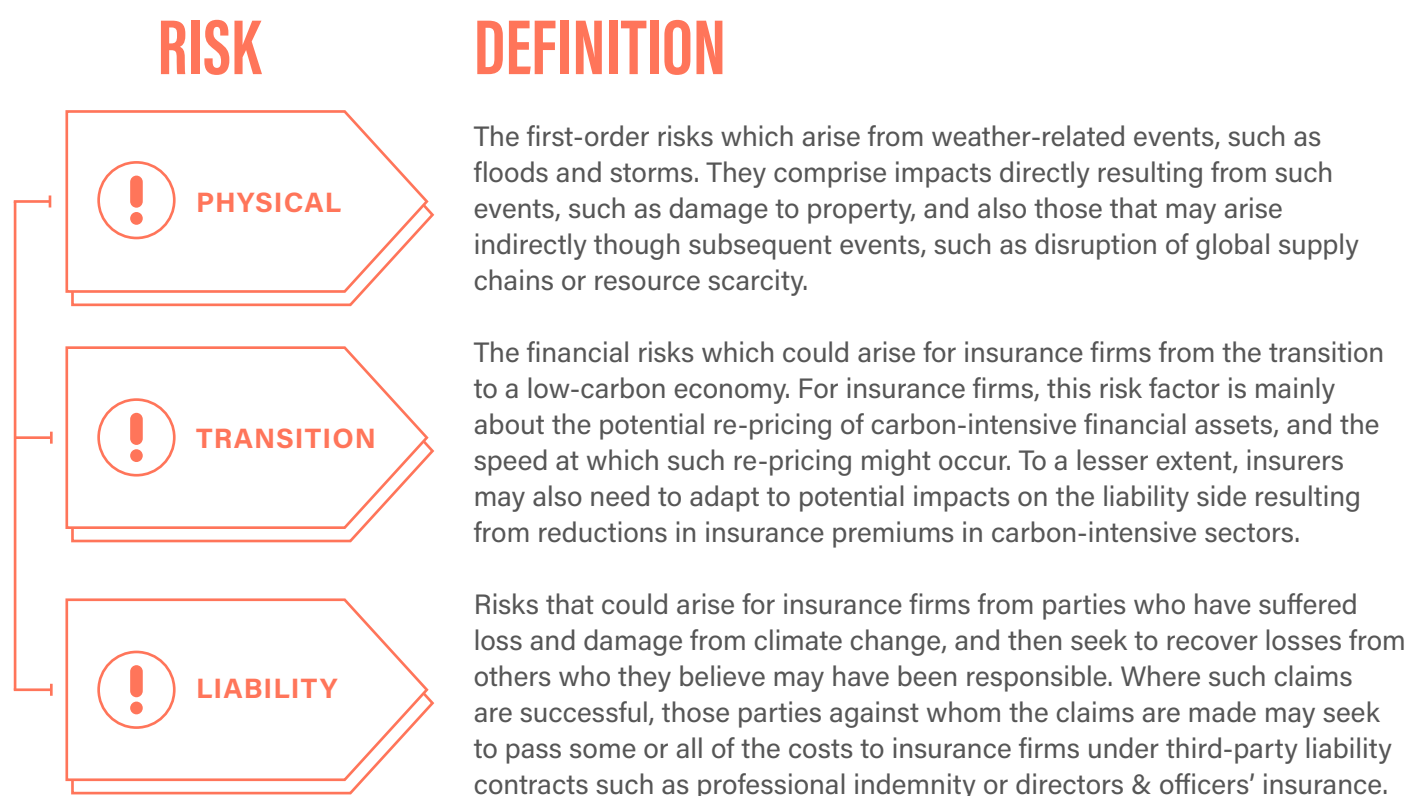 RISK
DEFINITION
PHYSICAL
The first-order risks which arise from weather-related events, such as
floods and storms. They comprise impacts directly resulting from such
events, such as damage to property, and also those that may arise
indirectly though subsequent events, such as disruption of global supply
chains or resource scarcity.
TRANSITION
The financial risks which could arise for insurance firms from the transition
to a low-carbon economy. For insurance firms, this risk factor is mainly
about the potential re-pricing of carbon-intensive financial assets, and the
speed at which such re-pricing might occur. To a lesser extent, insurers
may also need to adapt to potential impacts on the liability side resulting
from reductions in insurance premiums in carbon-intensive sectors.
LIABILITY
Risks that could arise for insurance firms from parties who have suffered
loss and damage from climate change, and then seek to recover losses from
others who they believe may have been responsible. Where such claims
are successful, those parties against whom the claims are made may seek
to pass some or all of the costs to insurance firms under third-party liability
contracts such as professional indemnity or directors & officers’ insurance.